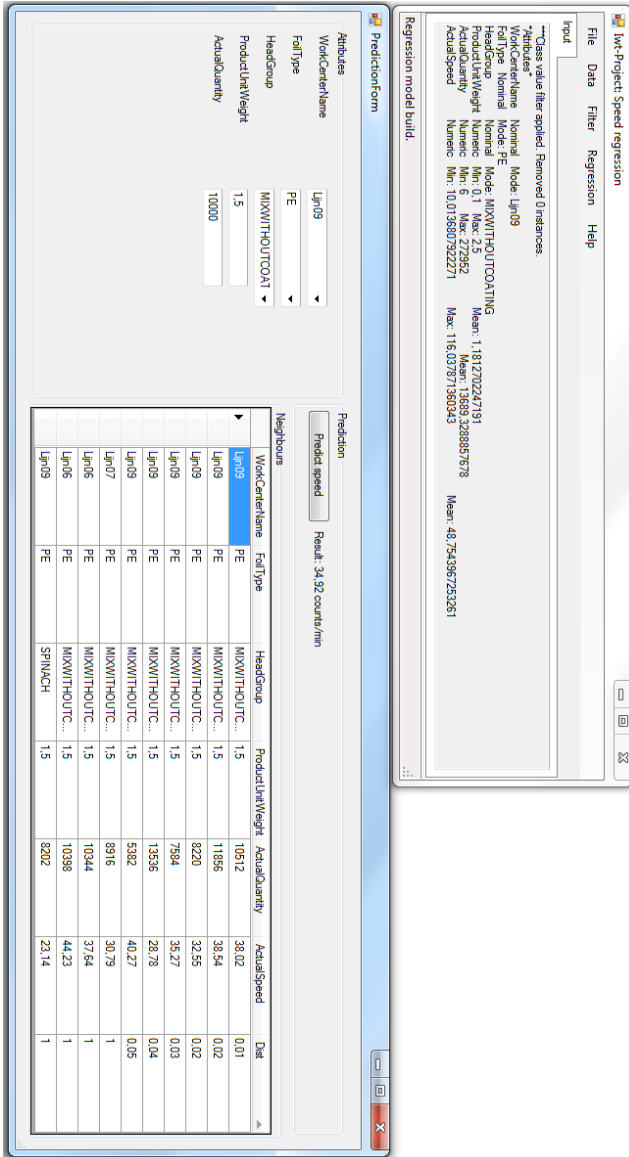 Iwt-Project: Speed regression
File Data Filter Regression Help
Input
***Class value filter applied. Removed 0 instances.
*Attributes*
WorkCenterName Nominal Mode: Lijn09
FoilType Nominal Mode: PE
HeadGroup Nominal Mode: MIXWITHOUTCOATING
ProductUnitWeight Numeric Min: 0,1 Max: 2,5 Mean: 1,1812702247191
ActualQuantity Numeric Min: 6 Max: 272952 Mean: 13689,3288857678
ActualSpeed Numeric Min: 10,0136807922271 Max: 116,037871360343 Mean: 48,7543967253261
Regression model build.
PredictionForm
Attributes
WorkCenterName Lijn09
FoilType PE
HeadGroup MIXWITHOUTCOAT
ProductUnitWeight 1,5
ActualQuantity 10000
Prediction
Predict speed Result: 34,92 counts/min
Neighbours
WorkCenterName FoilType HeadGroup ProductUnitWeight ActualQuantity ActualSpeed Dist
Lijn09 PE MIXWITHOUTC... 1,5 10512 38,02 0,01
Lijn09 PE MIXWITHOUTC... 1,5 11856 38,54 0,02
Lijn09 PE MIXWITHOUTC... 1,5 8220 32,55 0,02
Lijn09 PE MIXWITHOUTC... 1,5 7584 35,27 0,03
Lijn09 PE MIXWITHOUTC... 1,5 13536 28,78 0,04
Lijn09 PE MIXWITHOUTC... 1,5 5382 40,27 0,05
Lijn07 PE MIXWITHOUTC... 1,5 8916 30,79 1
Lijn06 PE MIXWITHOUTC... 1,5 10344 37,64 1
Lijn06 PE MIXWITHOUTC... 1,5 10398 44,23 1
Lijn09 PE SPINACH 1,5 8202 23,14 1